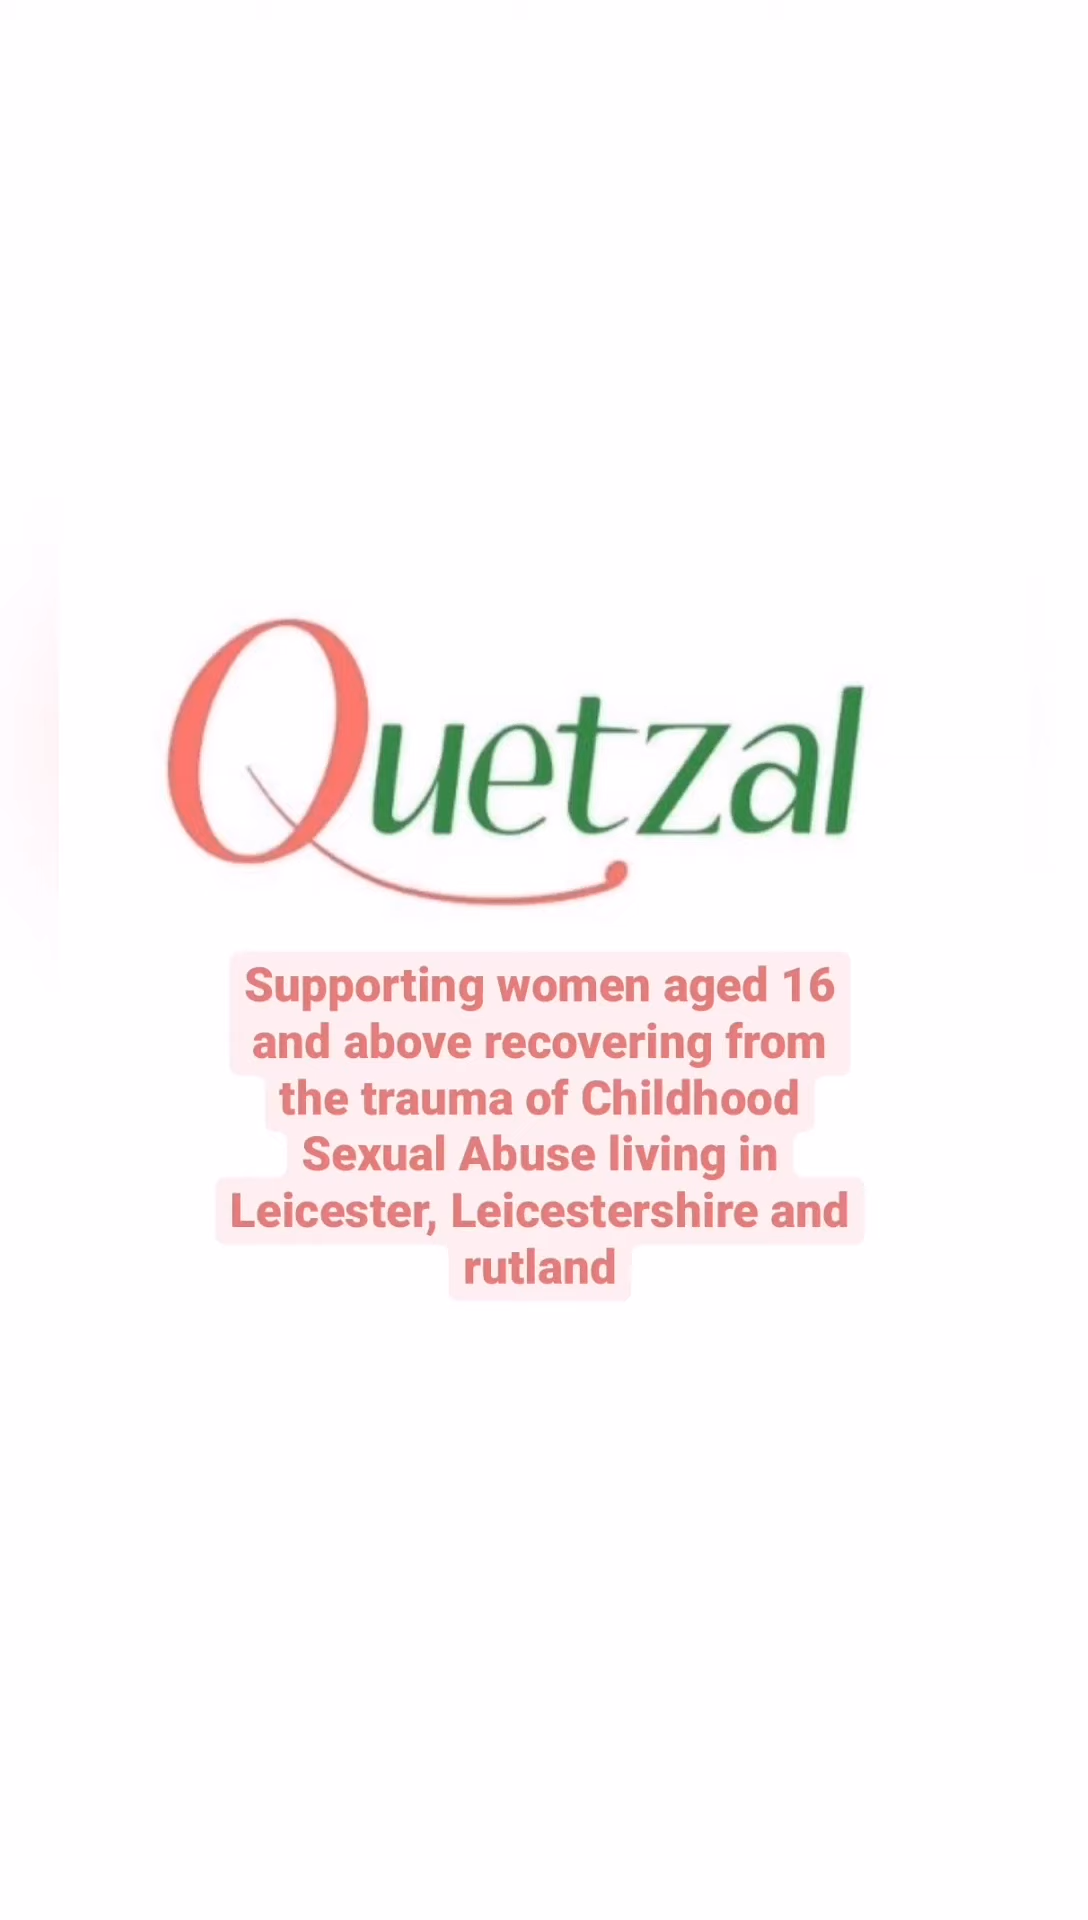 Quetzal
Supporting women aged 16
and above recovering from
the trauma of Childhood
Sexual Abuse living in
Leicester, Leicestershire and
rutland